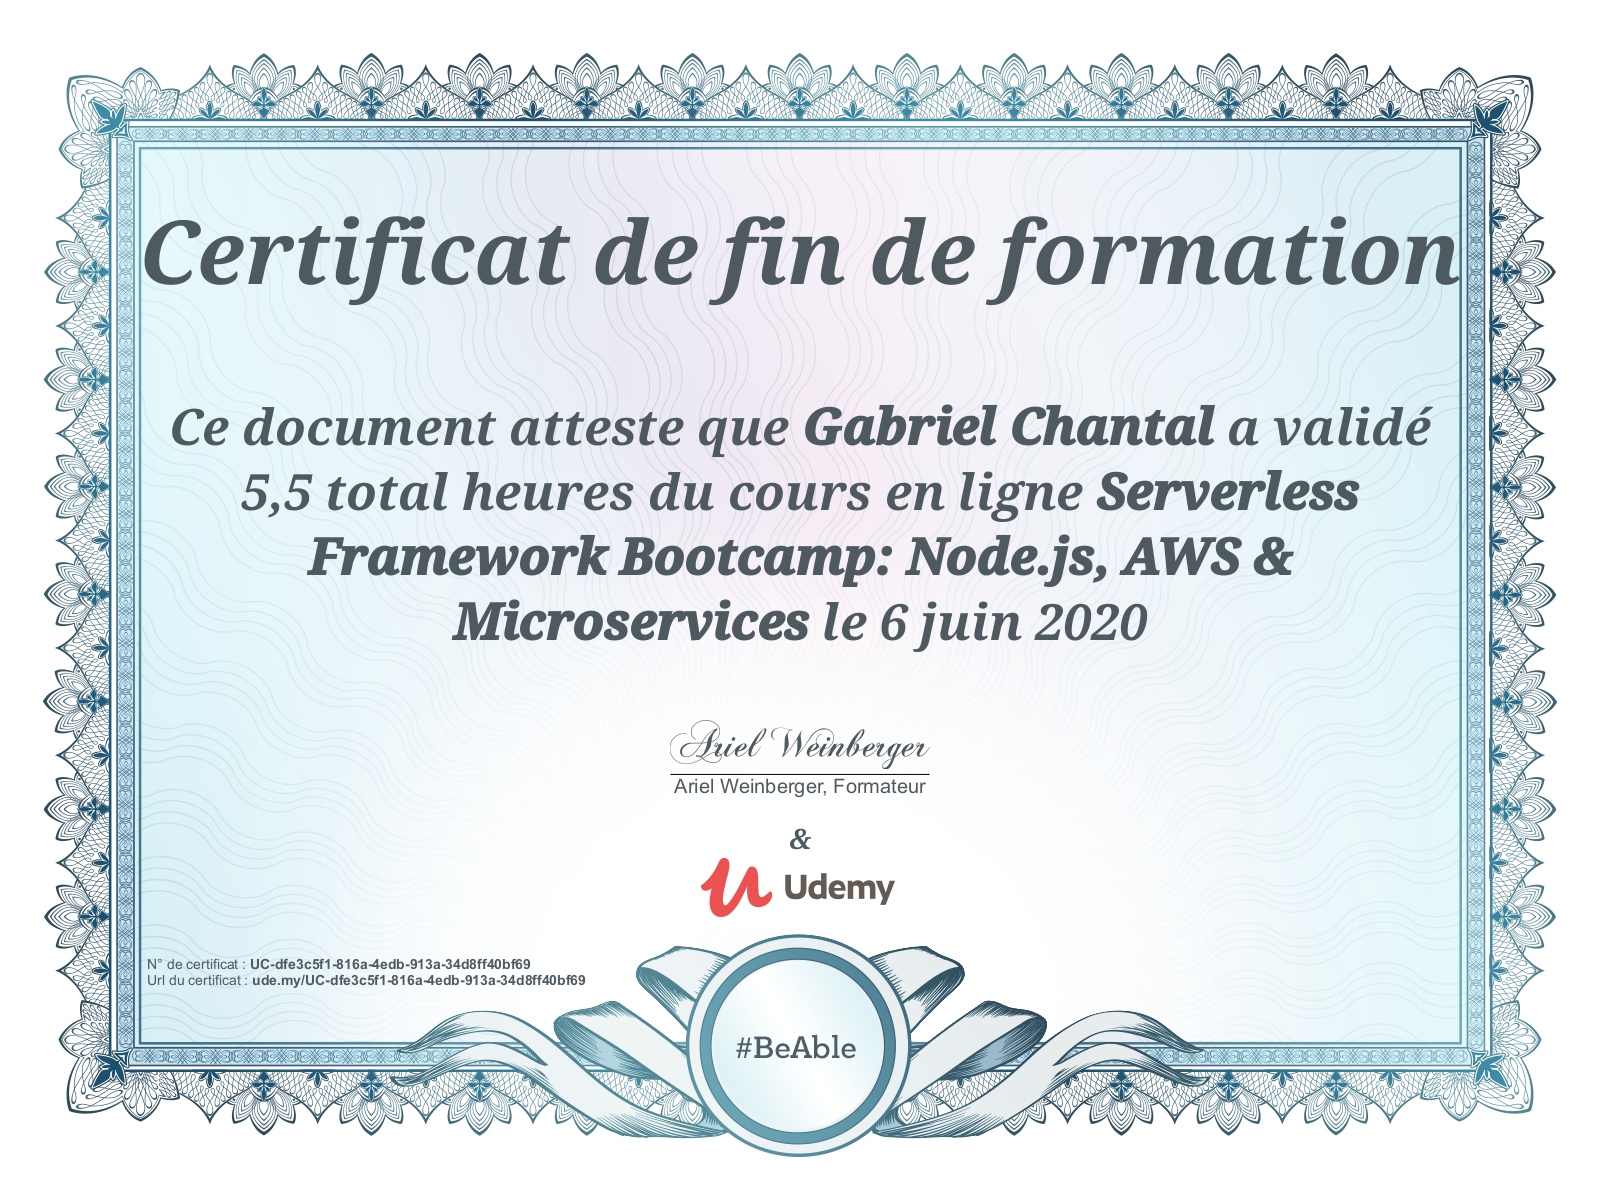 Certificat de fin de formation
Ce document atteste que Gabriel Chantal a validé
5,5 total heures du cours en ligne Serverless
Framework Bootcamp: Node.js, AWS &
Microservices le 6 juin 2020
Ariel Weinberger
Ariel Weinberger, Formateur
&
Udemy
N° de certificat : UC-dfe3c5f1-816a-4edb-913a-34d8ff40bf69
Url du certificat : ude.my/UC-dfe3c5f1-816a-4edb-913a-34d8ff40bf69
#BeAble